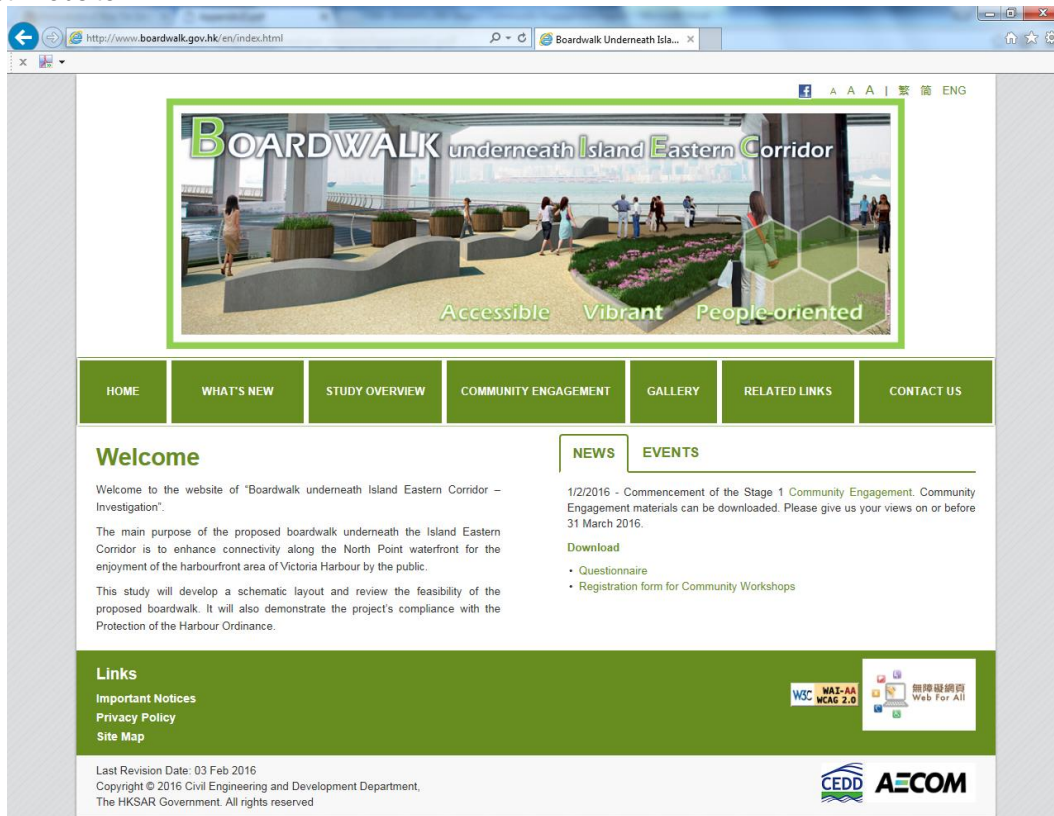 http://www.boardwalk.gov.hk/en/index.html
Boardwalk Underneath Isla...
A A A | 繁 簡 ENG
BOARDWALK underneath Island Eastern Corridor
Accessible Vibrant People-oriented
HOME
WHAT'S NEW
STUDY OVERVIEW
COMMUNITY ENGAGEMENT
GALLERY
RELATED LINKS
CONTACT US
Welcome
Welcome to the website of “Boardwalk underneath Island Eastern Corridor –
Investigation”.
The main purpose of the proposed boardwalk underneath the Island Eastern
Corridor is to enhance connectivity along the North Point waterfront for the
enjoyment of the harbourfront area of Victoria Harbour by the public.
This study will develop a schematic layout and review the feasibility of the
proposed boardwalk. It will also demonstrate the project's compliance with the
Protection of the Harbour Ordinance.
NEWS
EVENTS
1/2/2016 - Commencement of the Stage 1 Community Engagement. Community
Engagement materials can be downloaded. Please give us your views on or before
31 March 2016.
Download
• Questionnaire
• Registration form for Community Workshops
Links
Important Notices
Privacy Policy
Site Map
W3C WAI-AA
WCAG 2.0
無障礙網頁
Web For All
Last Revision Date: 03 Feb 2016
Copyright © 2016 Civil Engineering and Development Department,
The HKSAR Government. All rights reserved
CEDD AECOM